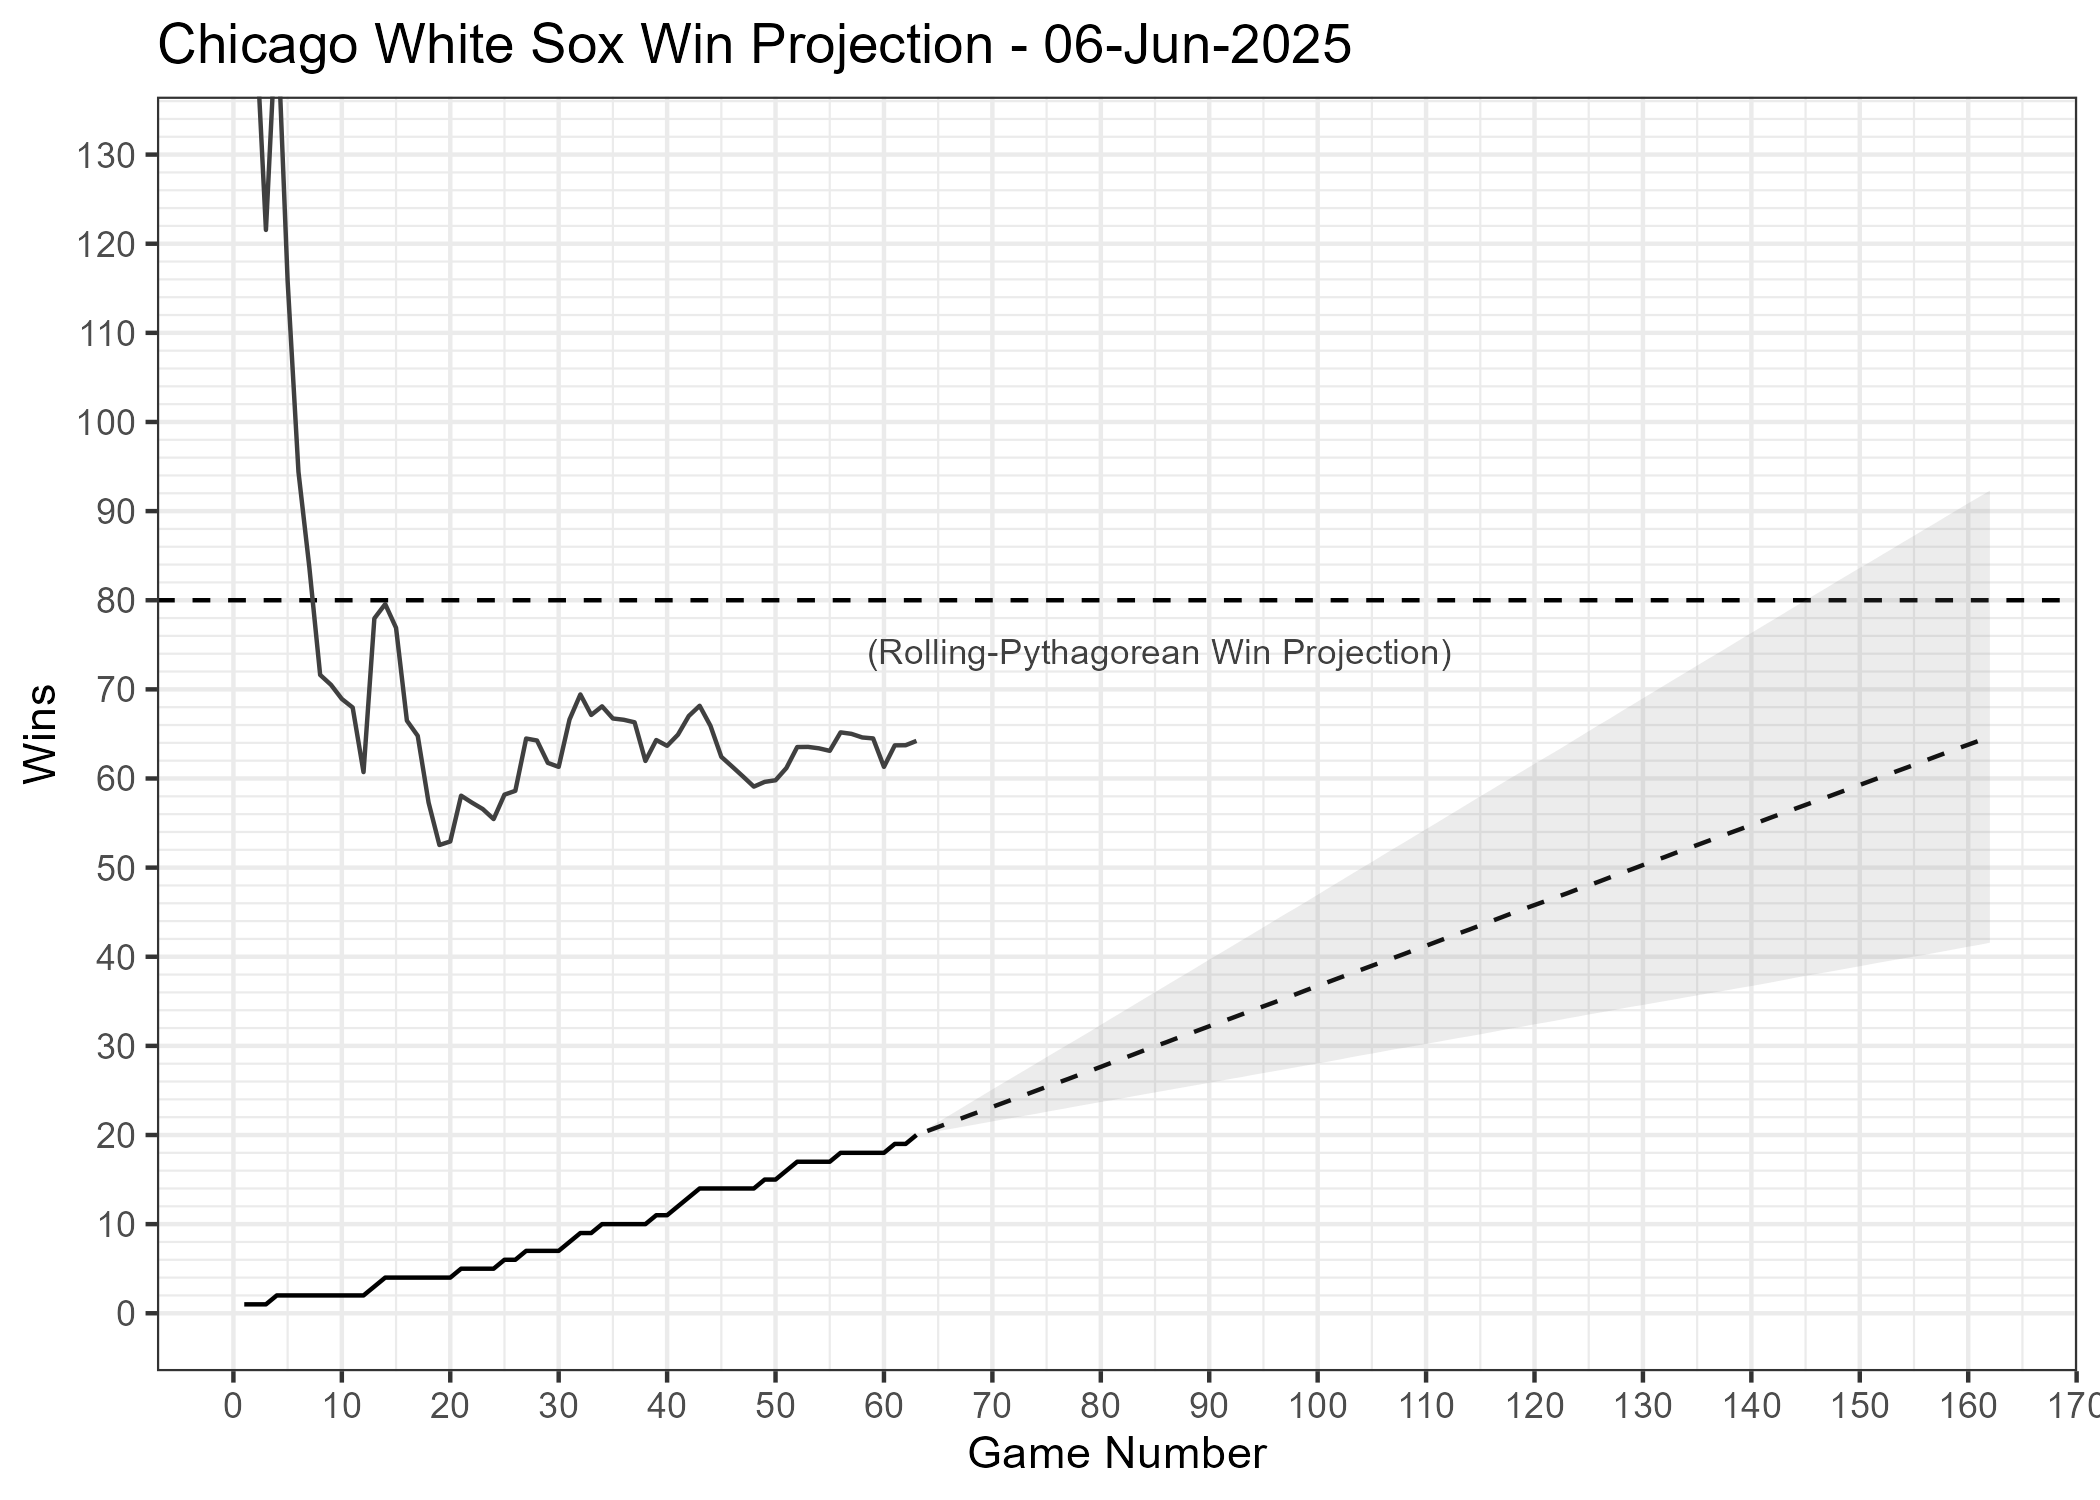 Chicago White Sox Win Projection - 06-Jun-2025
130
120
110
100
90
80
(Rolling-Pythagorean Win Projection)
70
60
50
40
30
20
10
0
Wins
0 10 20 30 40 50 60 70 80 90 100 110 120 130 140 150 160 170
Game Number